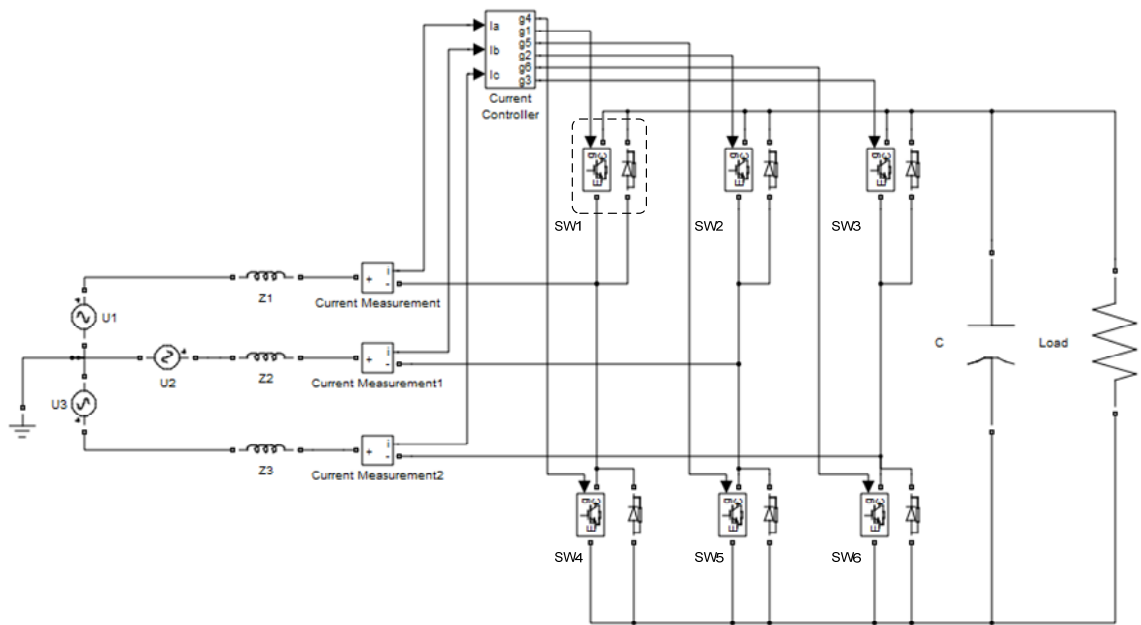 Ia
Ib
Ic
g4
g1
g5
g2
g6
g3
Current
Controller
g
C
E
g
C
E
g
C
E
SW1
SW2
SW3
+
i
-
Z1
Current Measurement
U1
+
i
-
U2
Z2
Current Measurement1
U3
+
i
-
Z3
Current Measurement2
C
Load
g
C
E
g
C
E
g
C
E
SW4
SW5
SW6